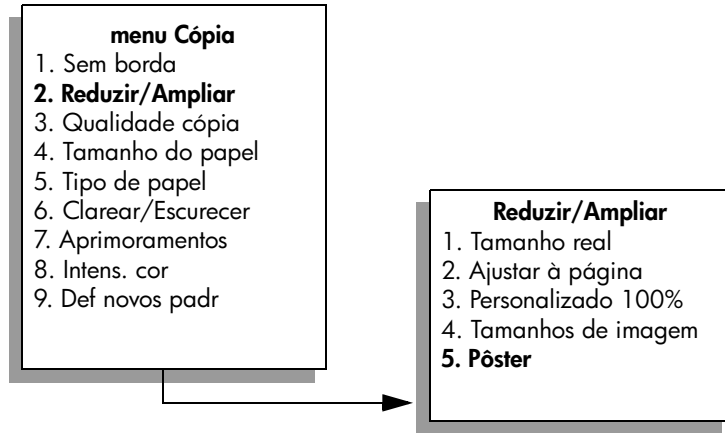 menu Cópia
1. Sem borda
2. Reduzir/Ampliar
3. Qualidade cópia
4. Tamanho do papel
5. Tipo de papel
6. Clarear/Escurecer
7. Aprimoramentos
8. Intens. cor
9. Def novos padr
Reduzir/Ampliar
1. Tamanho real
2. Ajustar à página
3. Personalizado 100%
4. Tamanhos de imagem
5. Pôster